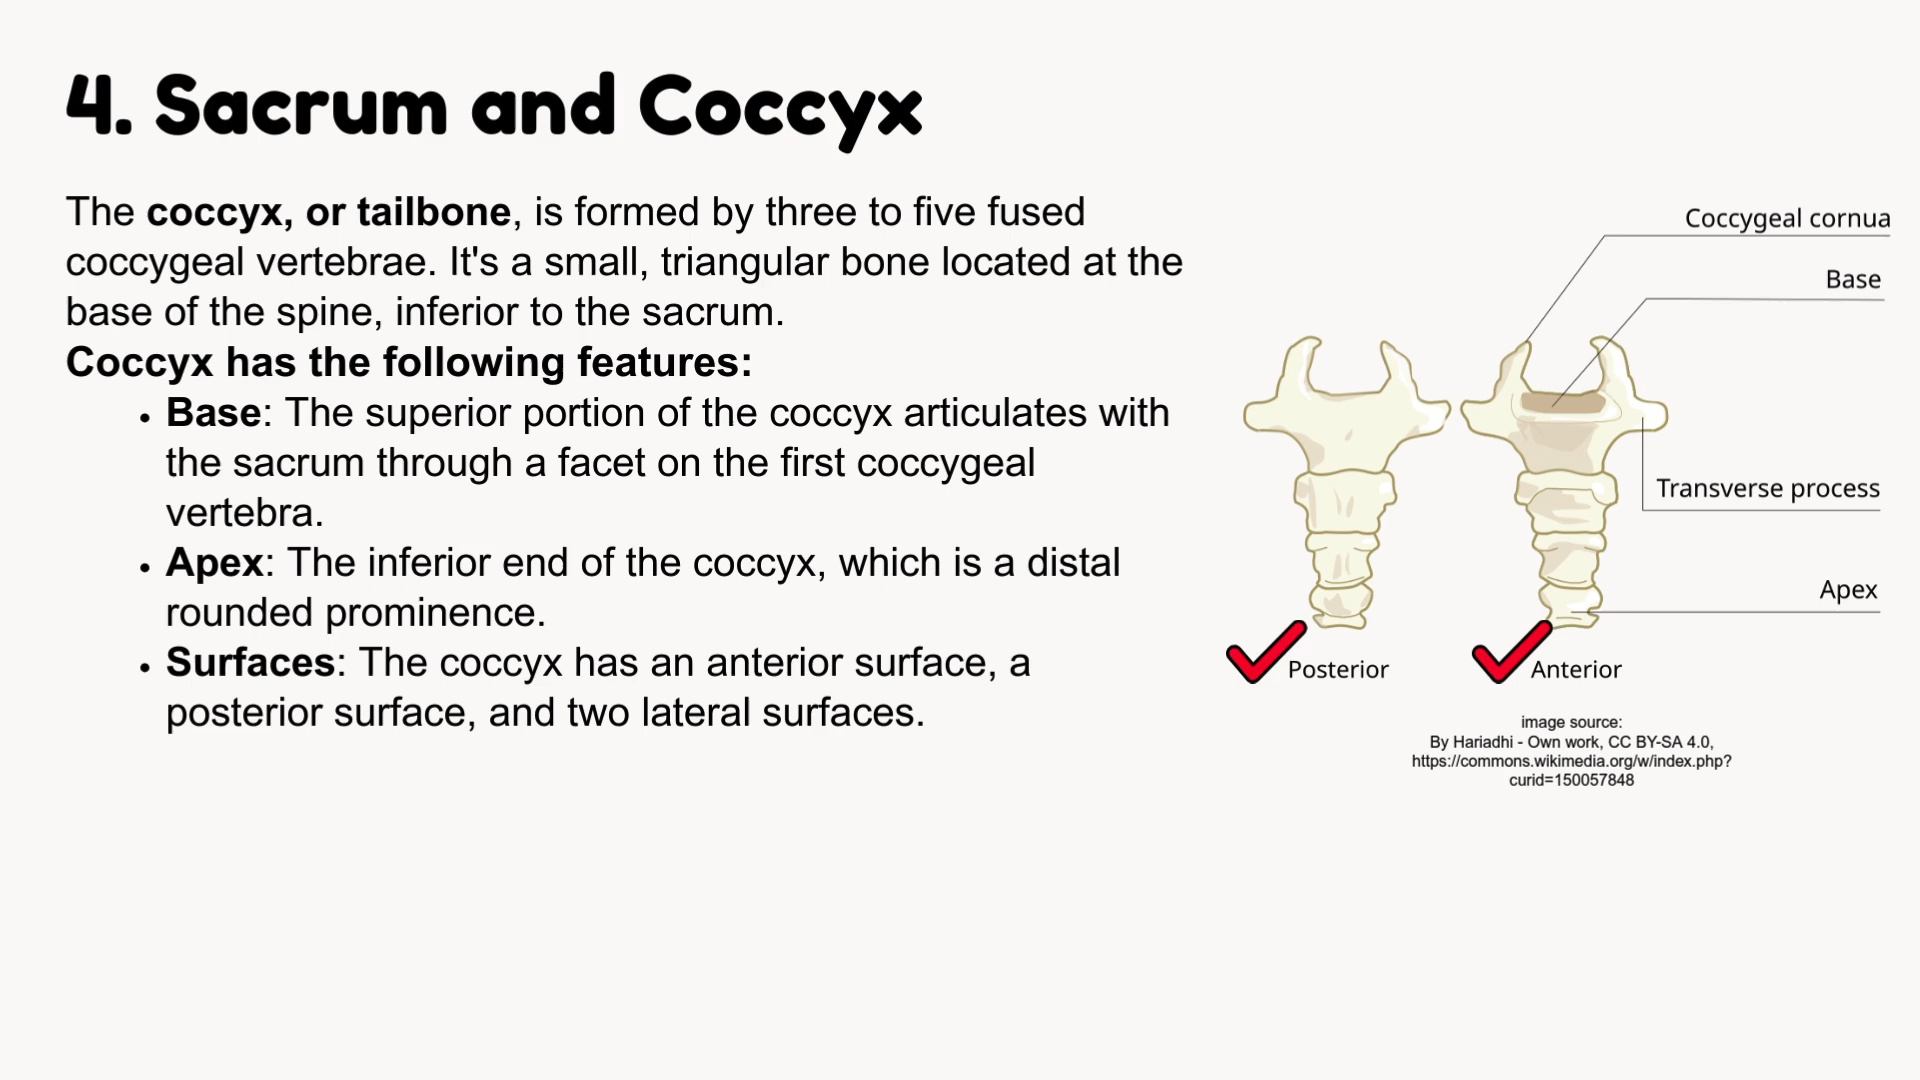 4. Sacrum and Coccyx
The coccyx, or tailbone, is formed by three to five fused
coccygeal vertebrae. It's a small, triangular bone located at the
base of the spine, inferior to the sacrum.
Coccyx has the following features:
• Base: The superior portion of the coccyx articulates with
the sacrum through a facet on the first coccygeal
vertebra.
• Apex: The inferior end of the coccyx, which is a distal
rounded prominence.
• Surfaces: The coccyx has an anterior surface, a
posterior surface, and two lateral surfaces.
Coccygeal cornua
Base
Transverse process
Apex
Posterior
Anterior
image source:
By Hariadhi - Own work, CC BY-SA 4.0,
https://commons.wikimedia.org/w/index.php?
curid=150057848